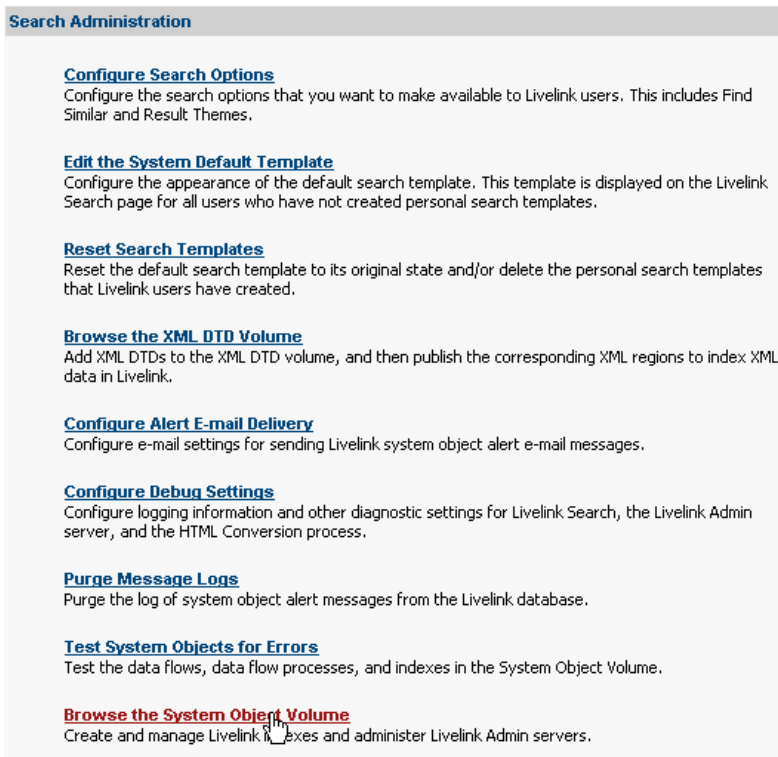 Search Administration
Configure Search Options
Configure the search options that you want to make available to Livelink users. This includes Find
Similar and Result Themes.
Edit the System Default Template
Configure the appearance of the default search template. This template is displayed on the Livelink
Search page for all users who have not created personal search templates.
Reset Search Templates
Reset the default search template to its original state and/or delete the personal search templates
that Livelink users have created.
Browse the XML DTD Volume
Add XML DTDs to the XML DTD volume, and then publish the corresponding XML regions to index XML
data in Livelink.
Configure Alert E-mail Delivery
Configure e-mail settings for sending Livelink system object alert e-mail messages.
Configure Debug Settings
Configure logging information and other diagnostic settings for Livelink Search, the Livelink Admin
server, and the HTML Conversion process.
Purge Message Logs
Purge the log of system object alert messages from the Livelink database.
Test System Objects for Errors
Test the data flows, data flow processes, and indexes in the System Object Volume.
Browse the System Object Volume
Create and manage Livelink indexes and administer Livelink Admin servers.